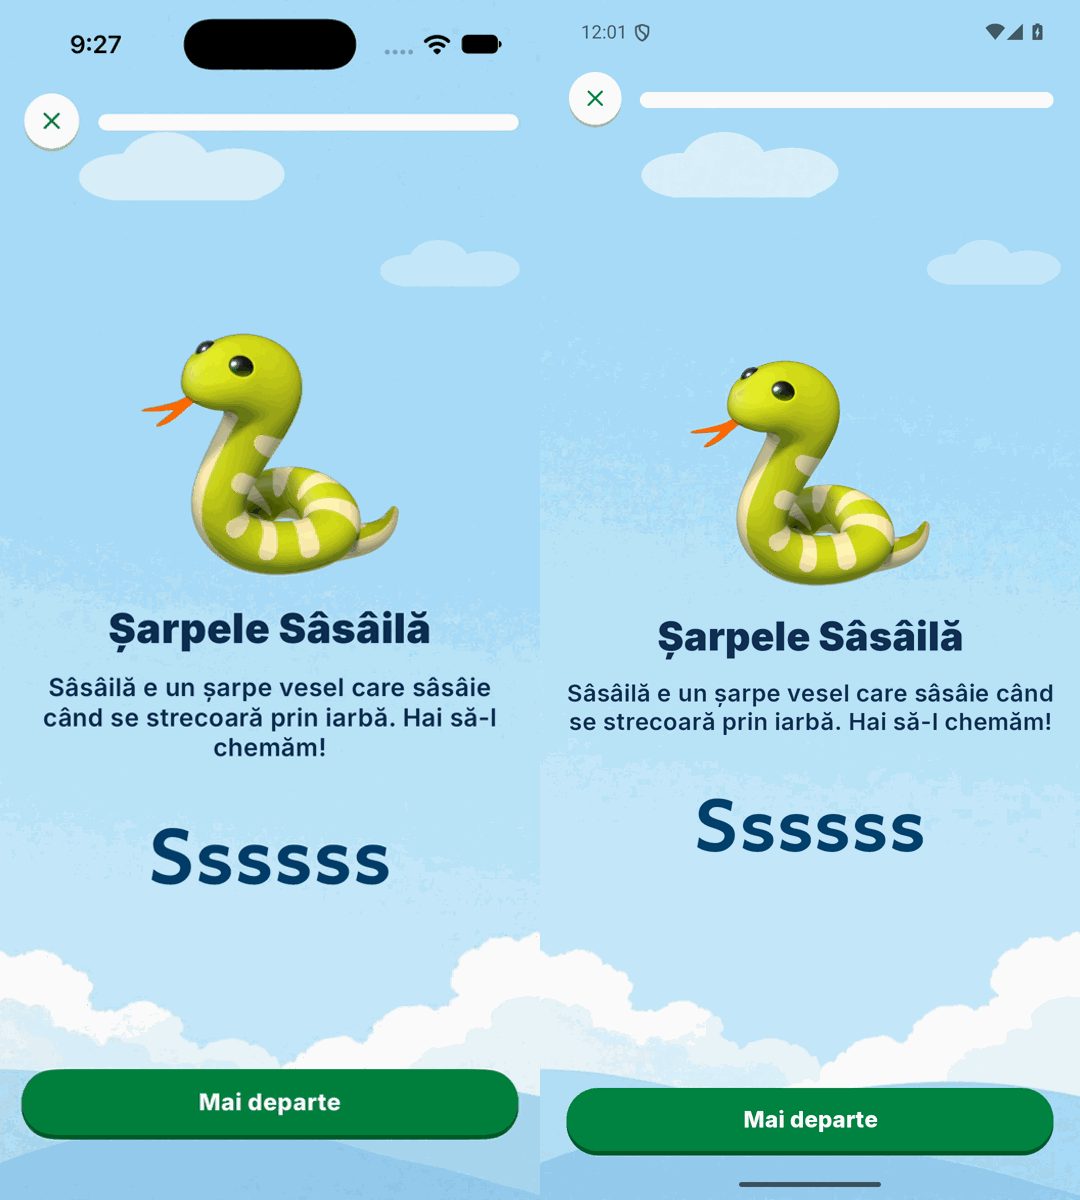 9:27
Șarpele Sâsâilă
Sâsâilă e un șarpe vesel care sâsâie
când se strecoară prin iarbă. Hai să-l
chemăm!
Ssssss
Mai departe
12:01
Șarpele Sâsâilă
Sâsâilă e un șarpe vesel care sâsâie când
se strecoară prin iarbă. Hai să-l chemăm!
Ssssss
Mai departe